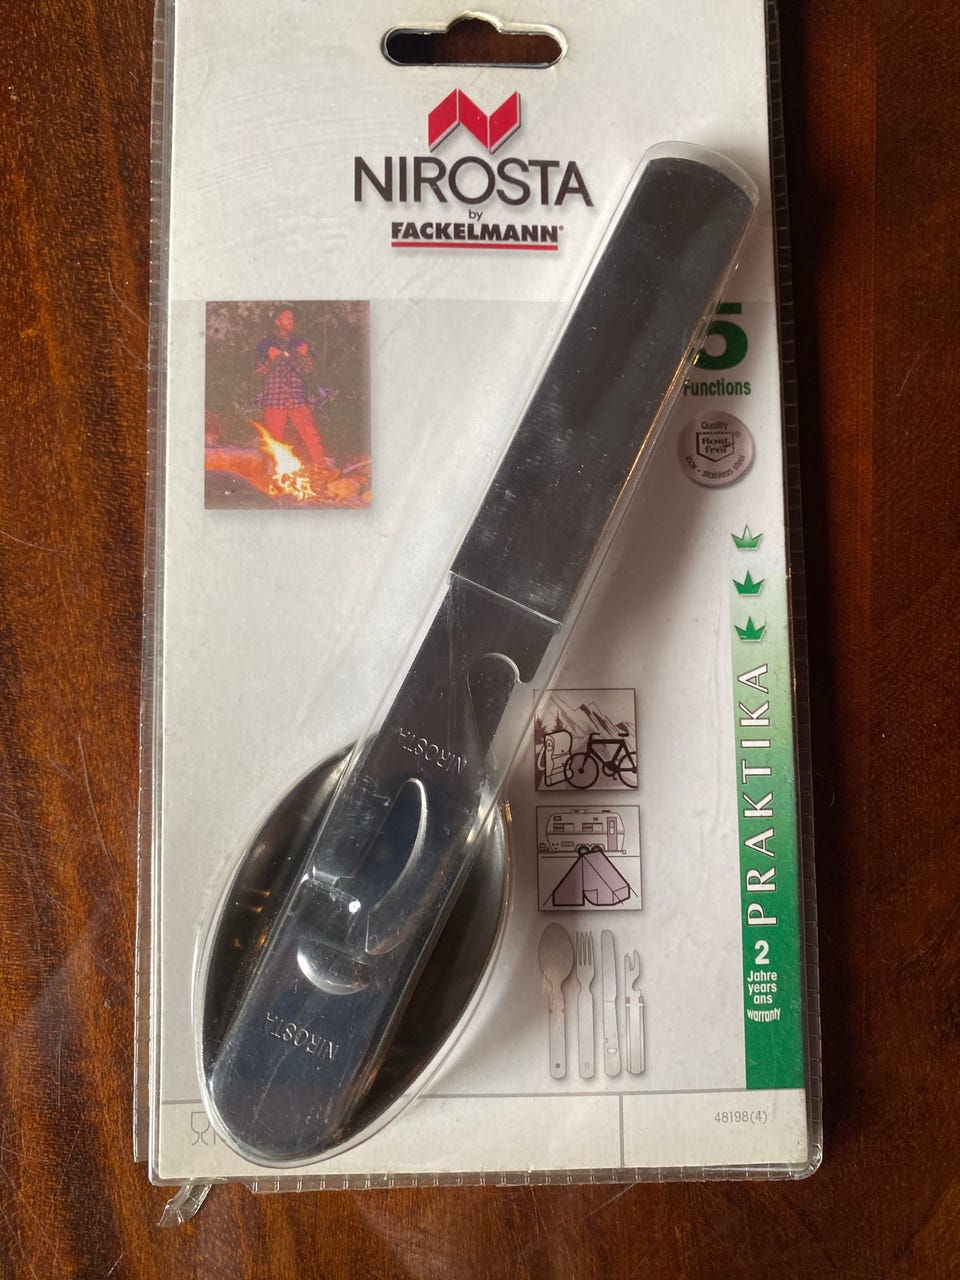 NIROSTA
by
FACKELMANN®
5
Functions
Quality
Rost
frei
®
inox • stainless steel
NIROSTA
NIROSTA
PRAKTIKA
2
Jahre
years
ans
warranty
48198(4)